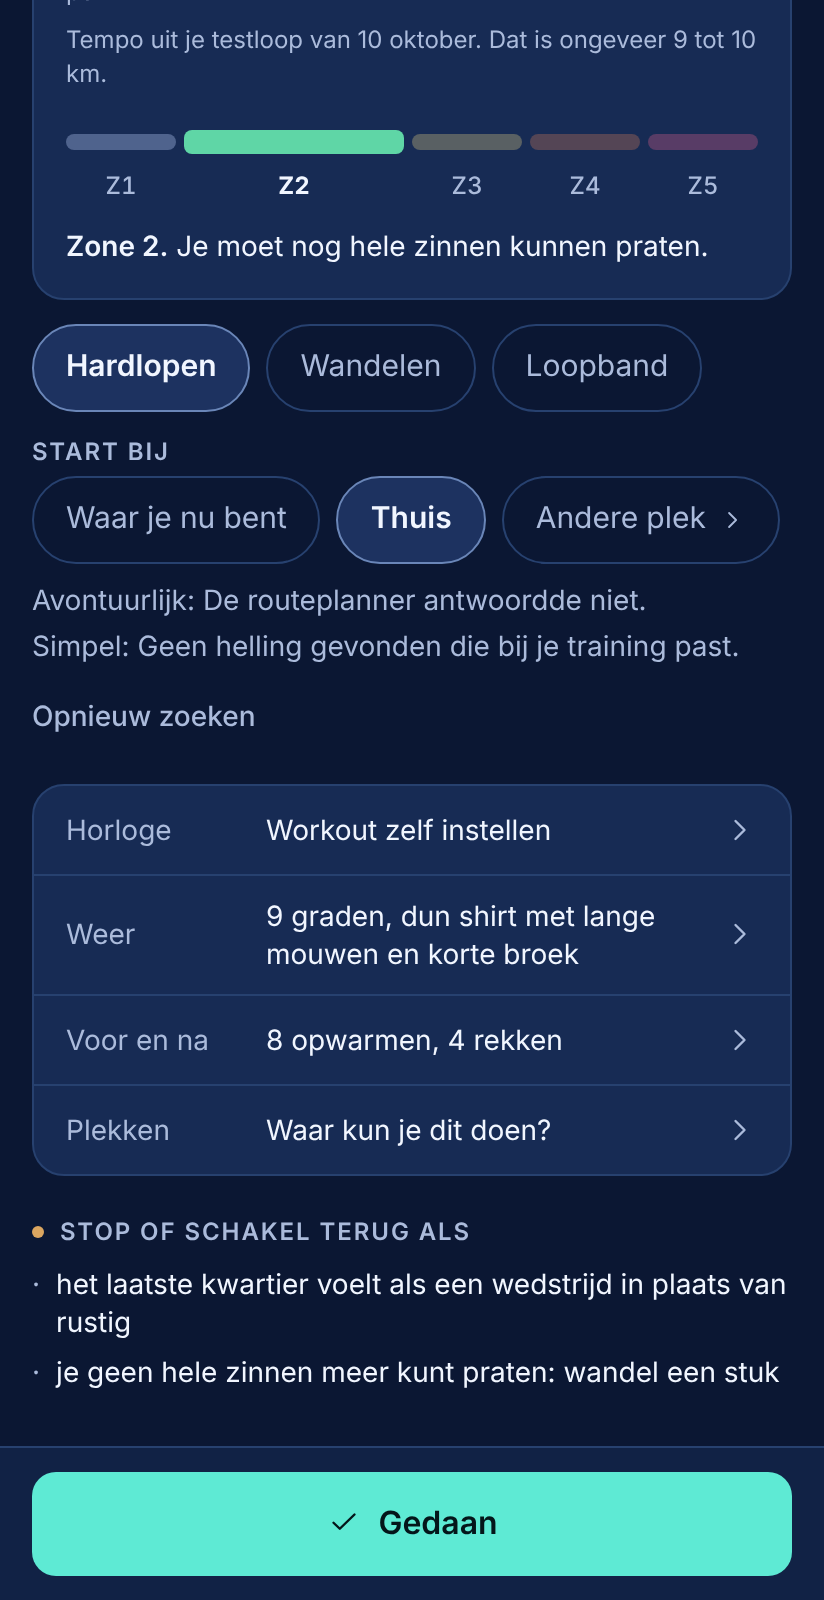 Tempo uit je testloop van 10 oktober. Dat is ongeveer 9 tot 10
km.
Z1 Z2 Z3 Z4 Z5
Zone 2. Je moet nog hele zinnen kunnen praten.
Hardlopen Wandelen Loopband
START BIJ
Waar je nu bent Thuis Andere plek
Avontuurlijk: De routeplanner antwoordde niet.
Simpel: Geen helling gevonden die bij je training past.
Opnieuw zoeken
Horloge Workout zelf instellen
Weer 9 graden, dun shirt met lange
mouwen en korte broek
Voor en na 8 opwarmen, 4 rekken
Plekken Waar kun je dit doen?
STOP OF SCHAKEL TERUG ALS
· het laatste kwartier voelt als een wedstrijd in plaats van
rustig
· je geen hele zinnen meer kunt praten: wandel een stuk
Gedaan